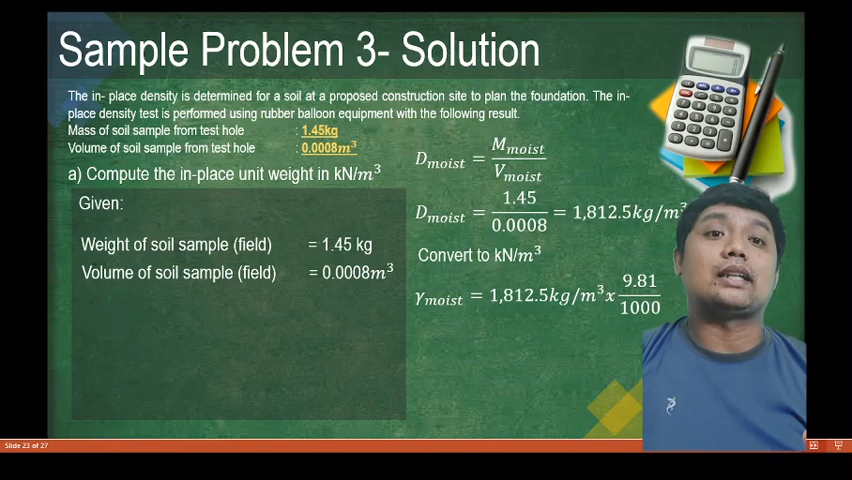 Sample Problem 3- Solution
The in- place density is determined for a soil at a proposed construction site to plan the foundation. The in-
place density test is performed using rubber balloon equipment with the following result.
Mass of soil sample from test hole : 1.45kg
Volume of soil sample from test hole : 0.0008m³
a) Compute the in-place unit weight in kN/m³
Given:
Weight of soil sample (field) = 1.45 kg
Volume of soil sample (field) = 0.0008m³
D_moist = M_moist / V_moist
D_moist = 1.45 / 0.0008 = 1,812.5kg/m³
Convert to kN/m³
γ_moist = 1,812.5kg/m³ x 9.81 / 1000
Slide 23 of 27